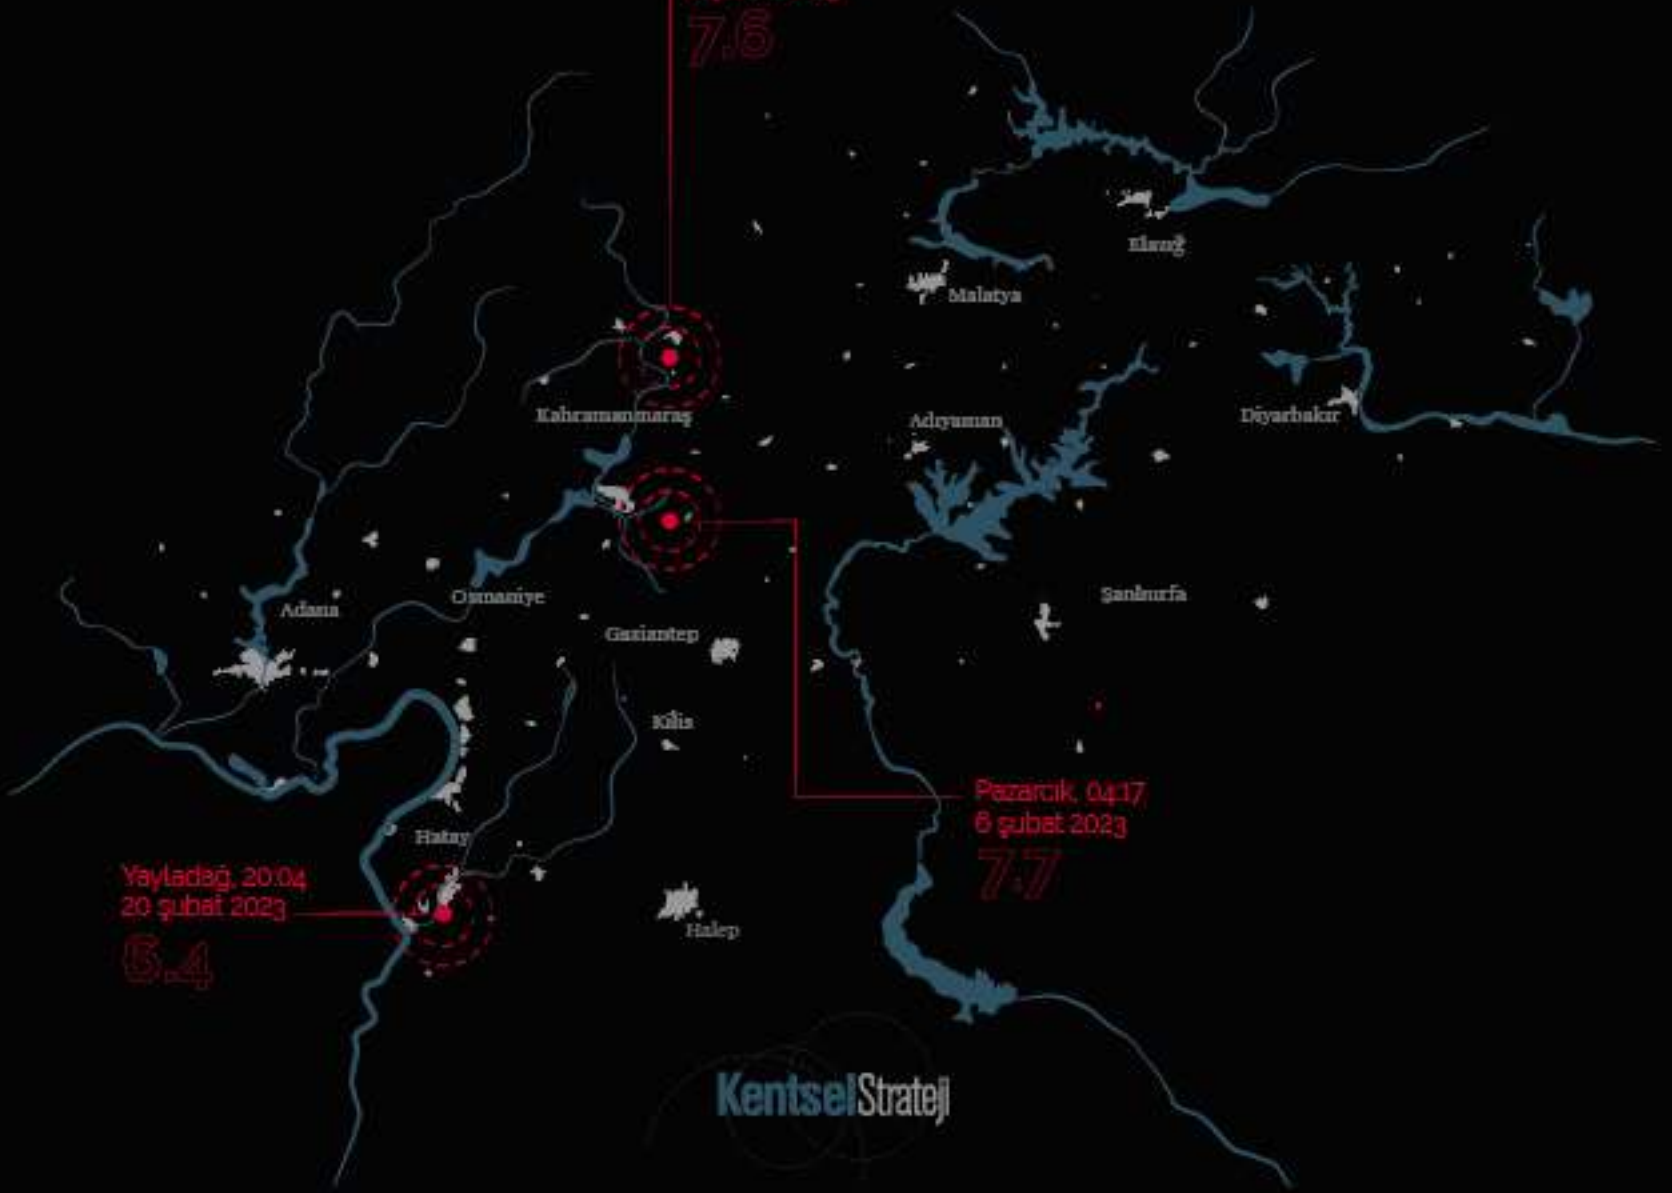 7.6
Elazığ
Malatya
Kahramanmaraş
Adıyaman
Diyarbakır
Osmaniye
Adana
Şanlıurfa
Gaziantep
Kilis
Pazarcık, 04:17
6 şubat 2023
7.7
Hatay
Yayladağ, 20:04
20 şubat 2023
6.4
Halep
KentselStrateji